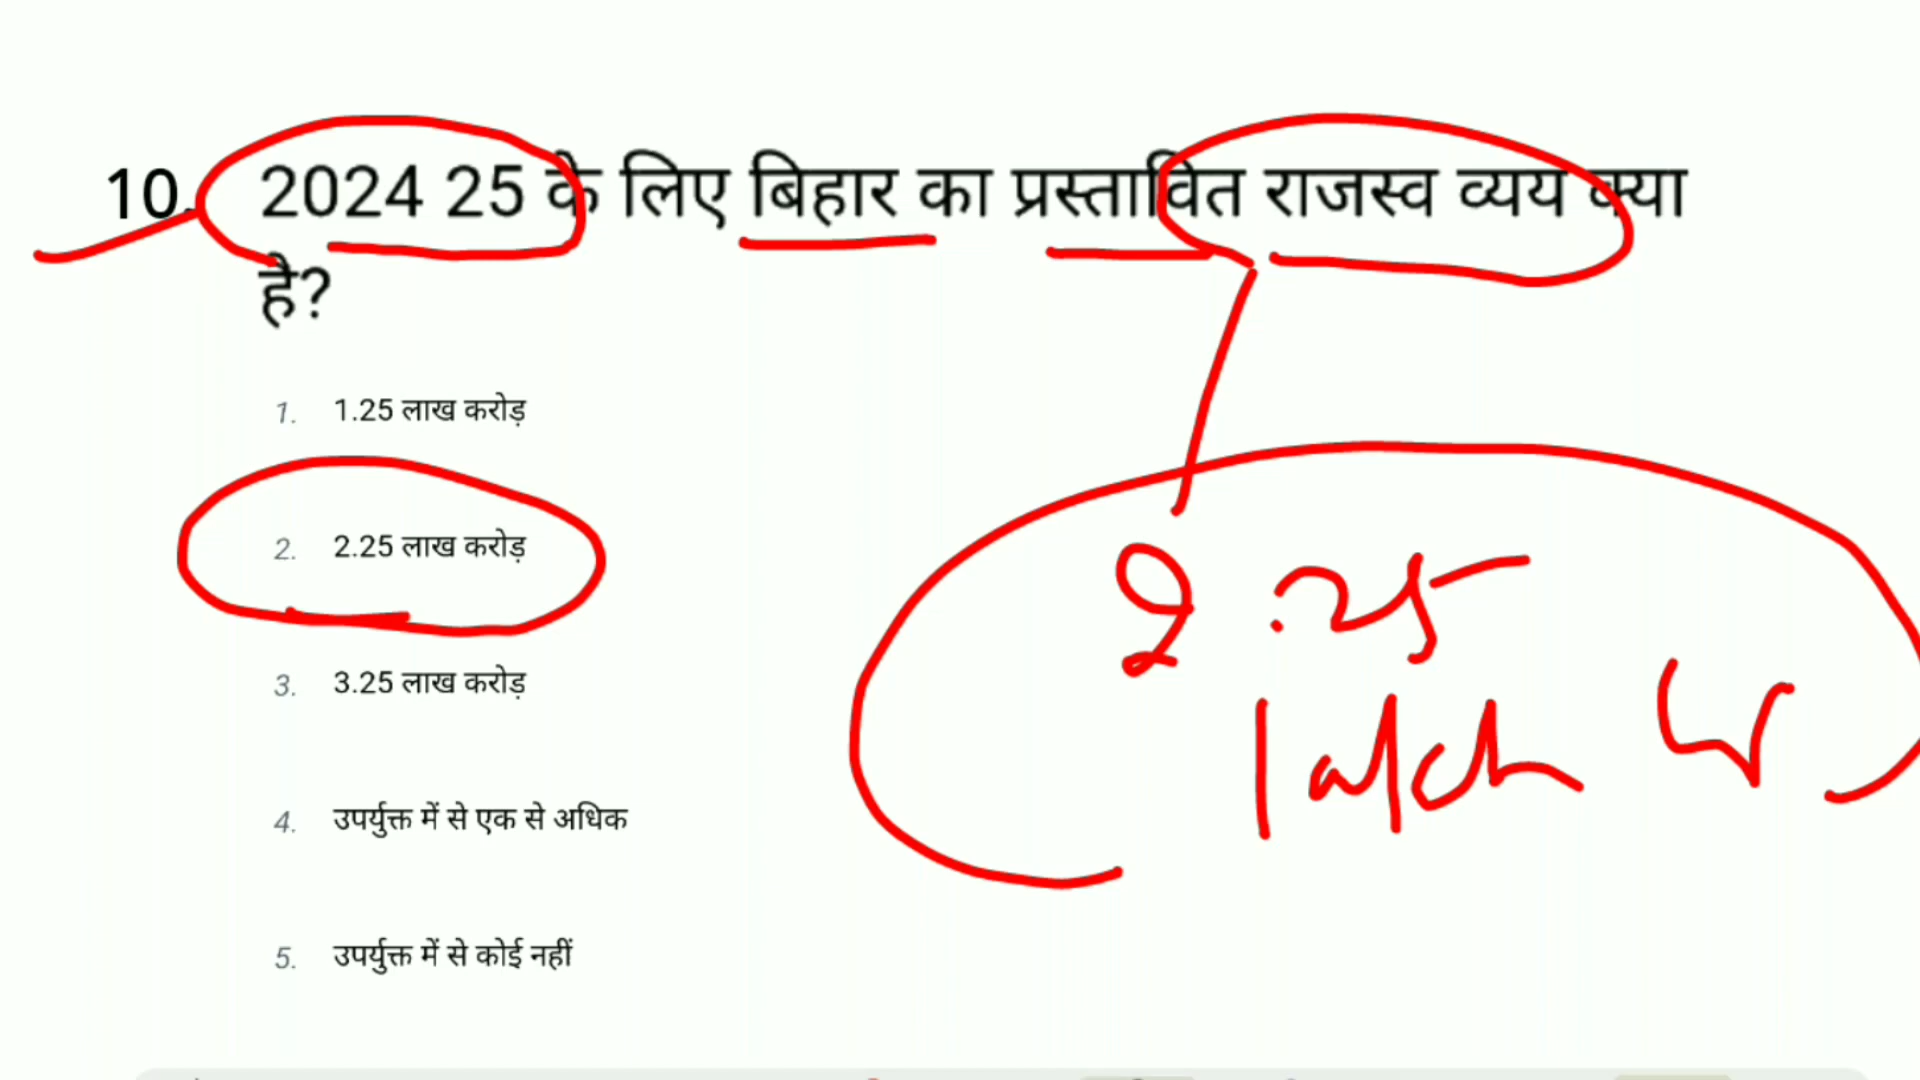 10. 2024 25 के लिए बिहार का प्रस्तावित राजस्व व्यय क्या
है?
1. 1.25 लाख करोड़
2. 2.25 लाख करोड़
2.25
lakh
3. 3.25 लाख करोड़
4. उपर्युक्त में से एक से अधिक
5. उपर्युक्त में से कोई नहीं